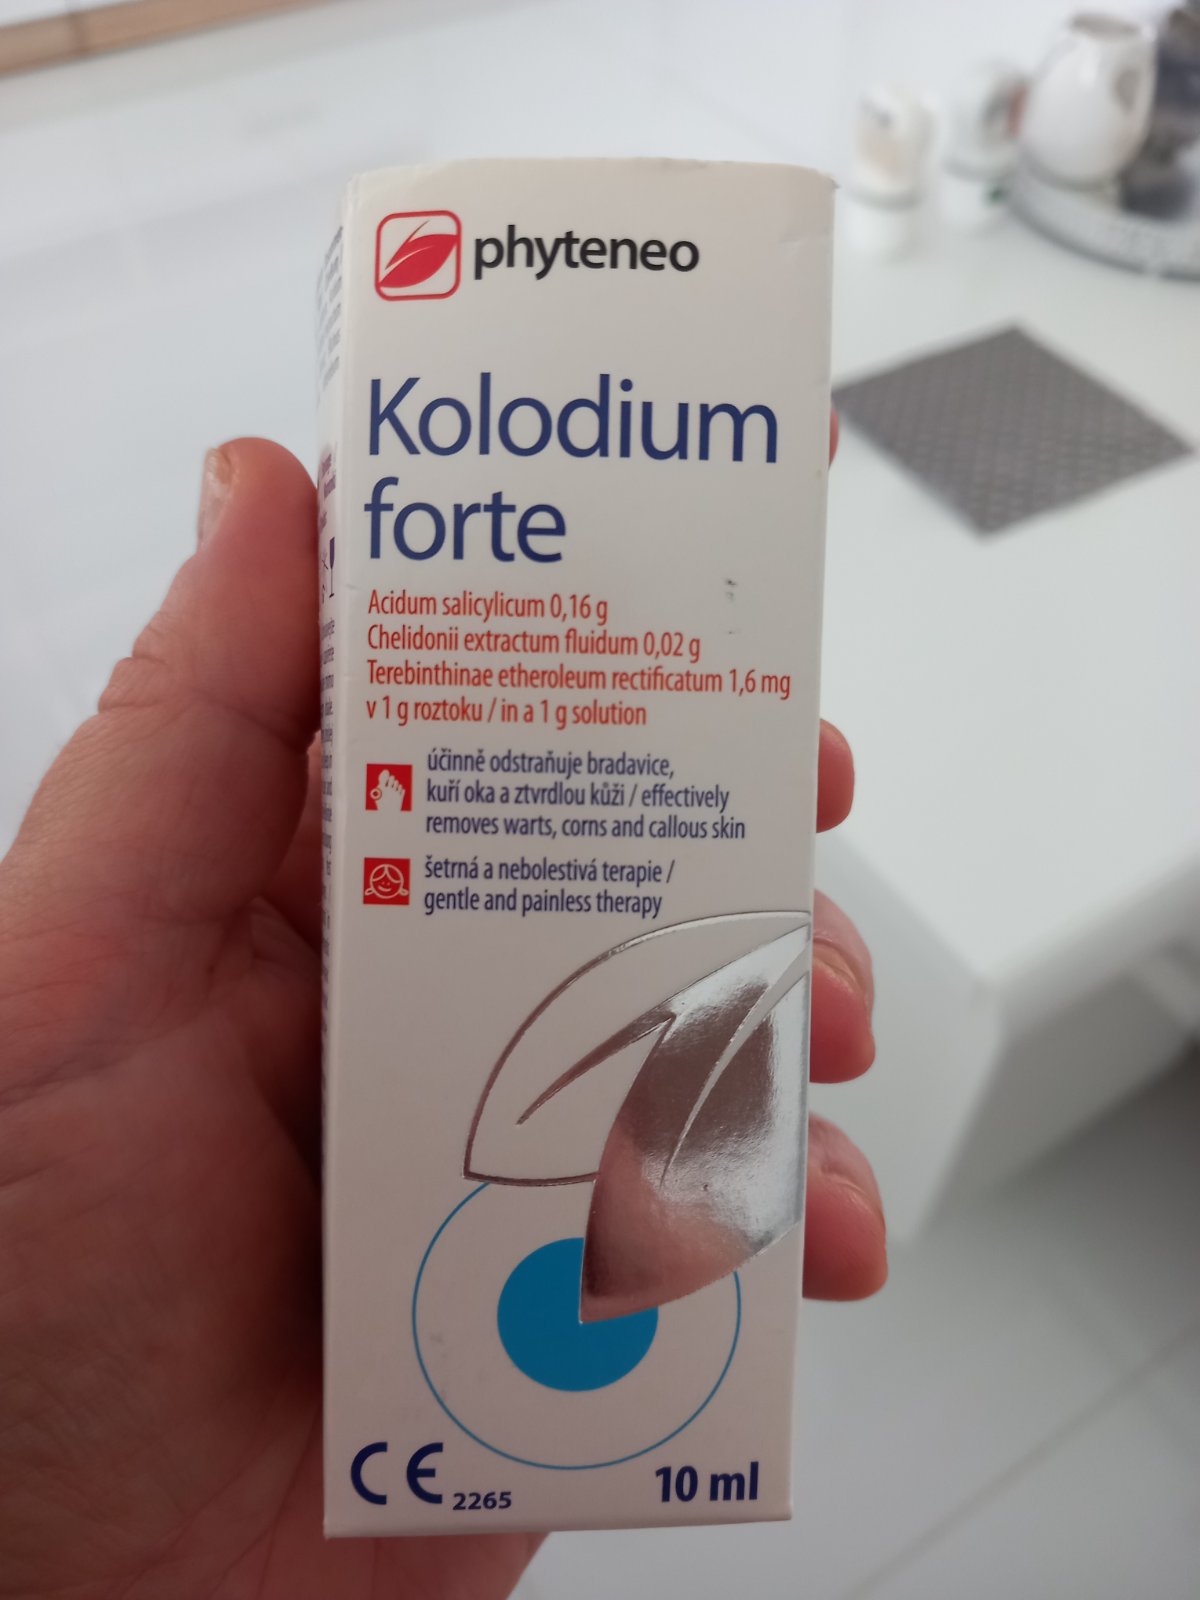 phyteneo
Kolodium
forte
Acidum salicylicum 0,16 g
Chelidonii extractum fluidum 0,02 g
Terebinthinae etheroleum rectificatum 1,6 mg
v 1 g roztoku / in a 1 g solution
účinně odstraňuje bradavice,
kuří oka a ztvrdlou kůži / effectively
removes warts, corns and callous skin
šetrná a nebolestivá terapie /
gentle and painless therapy
CE 2265
10 ml